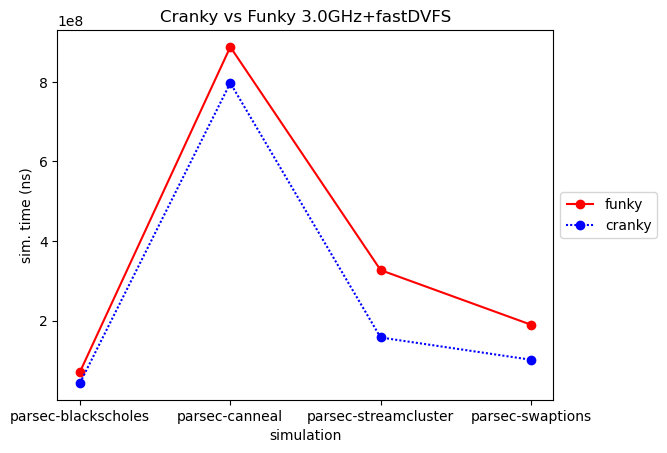 Cranky vs Funky 3.0GHz+fastDVFS
1e8
8
6
4
2
sim. time (ns)
parsec-blackscholes parsec-canneal parsec-streamcluster parsec-swaptions
simulation
funky
cranky